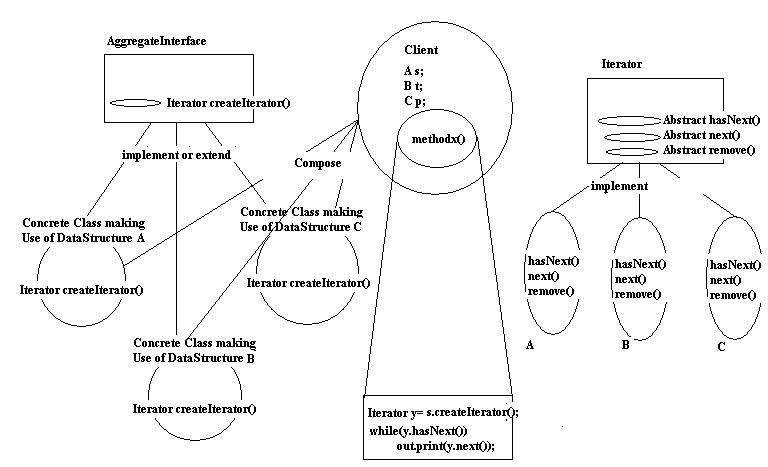 AggregateInterface
Iterator createIterator()
implement or extend
Concrete Class making
Use of DataStructure A
Iterator createIterator()
Concrete Class making
Use of DataStructure B
Iterator createIterator()
Concrete Class making
Use of DataStructure C
Iterator createIterator()
Compose
Client
A s;
B t;
C p;
methodx()
Iterator y= s.createIterator();
while(y.hasNext())
out.print(y.next());
Iterator
Abstract hasNext()
Abstract next()
Abstract remove()
implement
hasNext()
next()
remove()
A
hasNext()
next()
remove()
B
hasNext()
next()
remove()
C